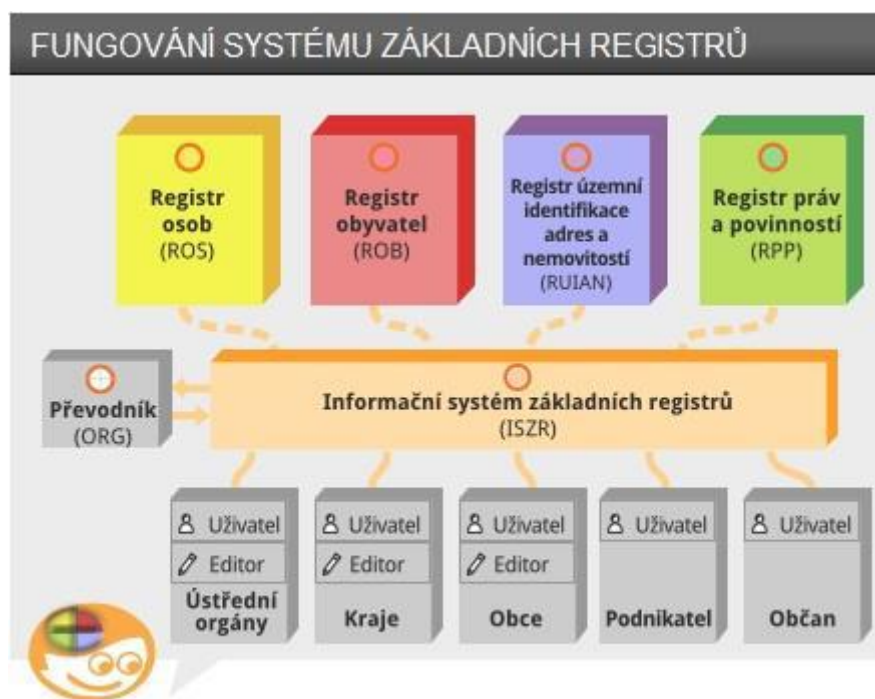 FUNGOVÁNÍ SYSTÉMU ZÁKLADNÍCH REGISTRŮ
Registr
osob
(ROS)
Registr
obyvatel
(ROB)
Registr územní
identifikace
adres a
nemovitostí
(RUIAN)
Registr práv
a povinností
(RPP)
Převodník
(ORG)
Informační systém základních registrů
(ISZR)
Uživatel
Editor
Ústřední
orgány
Uživatel
Editor
Kraje
Uživatel
Editor
Obce
Uživatel
Podnikatel
Uživatel
Občan